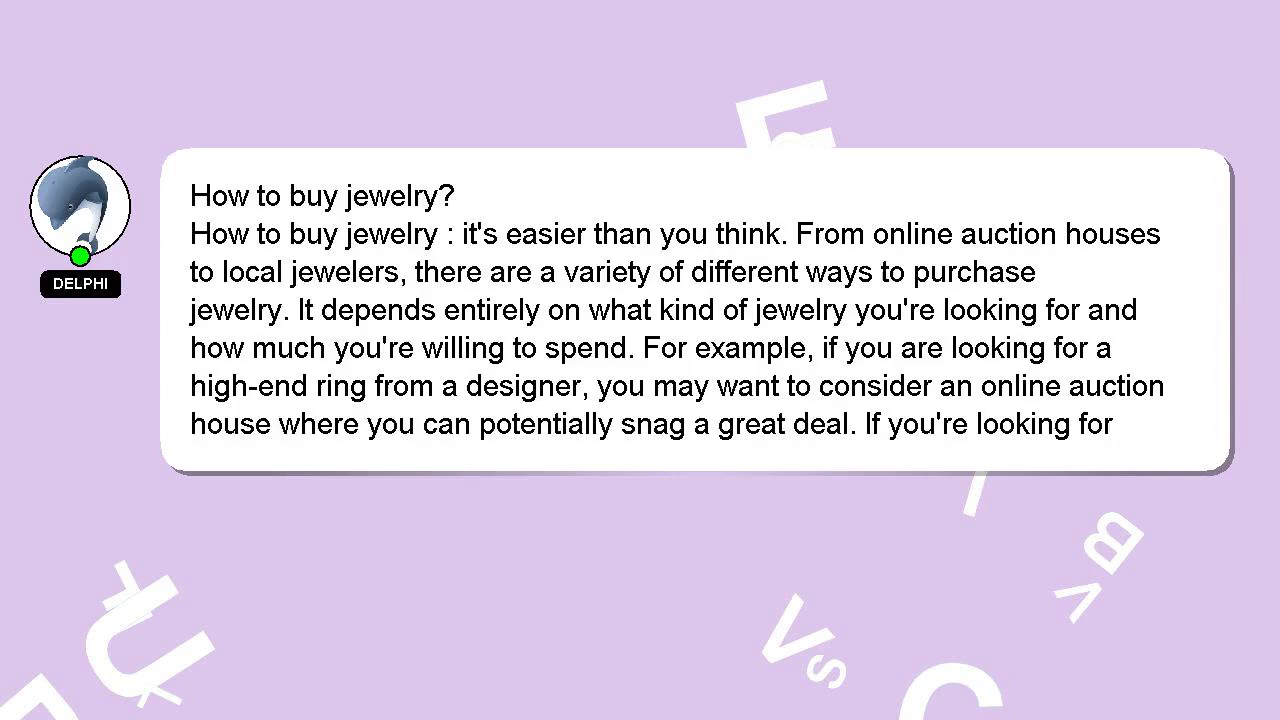 How to buy jewelry?
How to buy jewelry : it's easier than you think. From online auction houses
to local jewelers, there are a variety of different ways to purchase
jewelry. It depends entirely on what kind of jewelry you're looking for and
how much you're willing to spend. For example, if you are looking for a
high-end ring from a designer, you may want to consider an online auction
house where you can potentially snag a great deal. If you're looking for
DELPHI
V
B
V
S
C
U